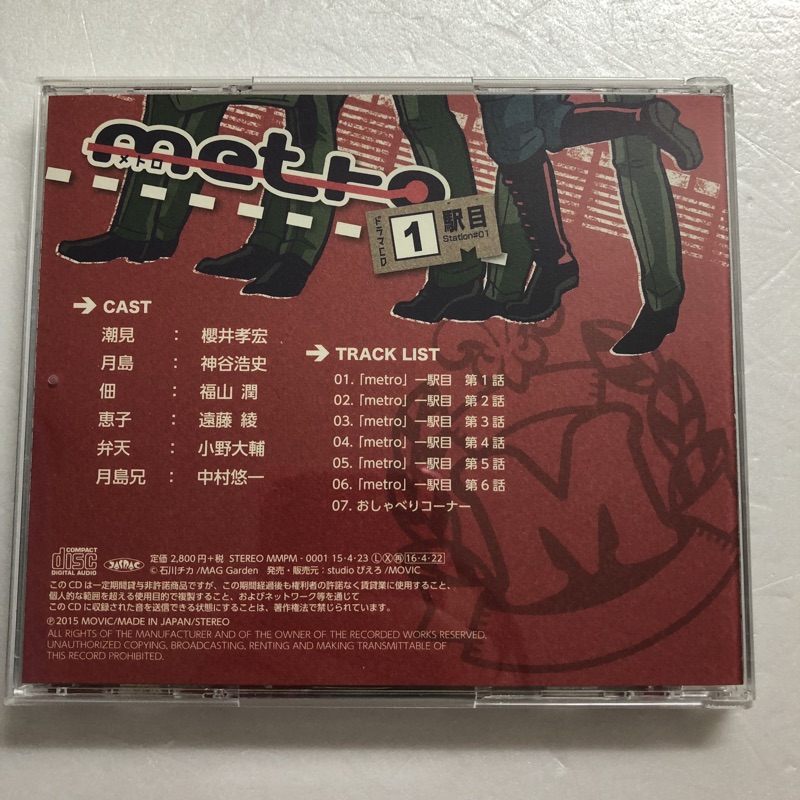 metro
メトロ
ドラマCD
1
駅目
Station#01
CAST
潮見 ： 櫻井孝宏
月島 ： 神谷浩史
佃 ： 福山 潤
恵子 ： 遠藤 綾
弁天 ： 小野大輔
月島兄 ： 中村悠一
TRACK LIST
01.「metro」一駅目 第1話
02.「metro」一駅目 第2話
03.「metro」一駅目 第3話
04.「metro」一駅目 第4話
05.「metro」一駅目 第5話
06.「metro」一駅目 第6話
07. おしゃべりコーナー
M
COMPACT
disc
DIGITAL AUDIO
JASRAC
定価 2,800円+税 STEREO MMPM - 0001 15・4・23 Ⓛ Ⓧ ㊕ 16・4・22
© 石川チカ /MAG Garden 発売・販売元：studio ぴえろ /MOVIC
この CD は一定期間貸与非許諾商品ですが、この期間経過後も権利者の許諾なく賃貸業に使用すること、
個人的な範囲を超える使用目的で複製すること、およびネットワーク等を通じて
この CD に収録された音を送信できる状態にすることは、著作権法で禁じられています。
℗ 2015 MOVIC/MADE IN JAPAN/STEREO
ALL RIGHTS OF THE MANUFACTURER AND OF THE OWNER OF THE RECORDED WORKS RESERVED.
UNAUTHORIZED COPYING, BROADCASTING, RENTING AND MAKING TRANSMITTABLE OF
THIS RECORD PROHIBITED.